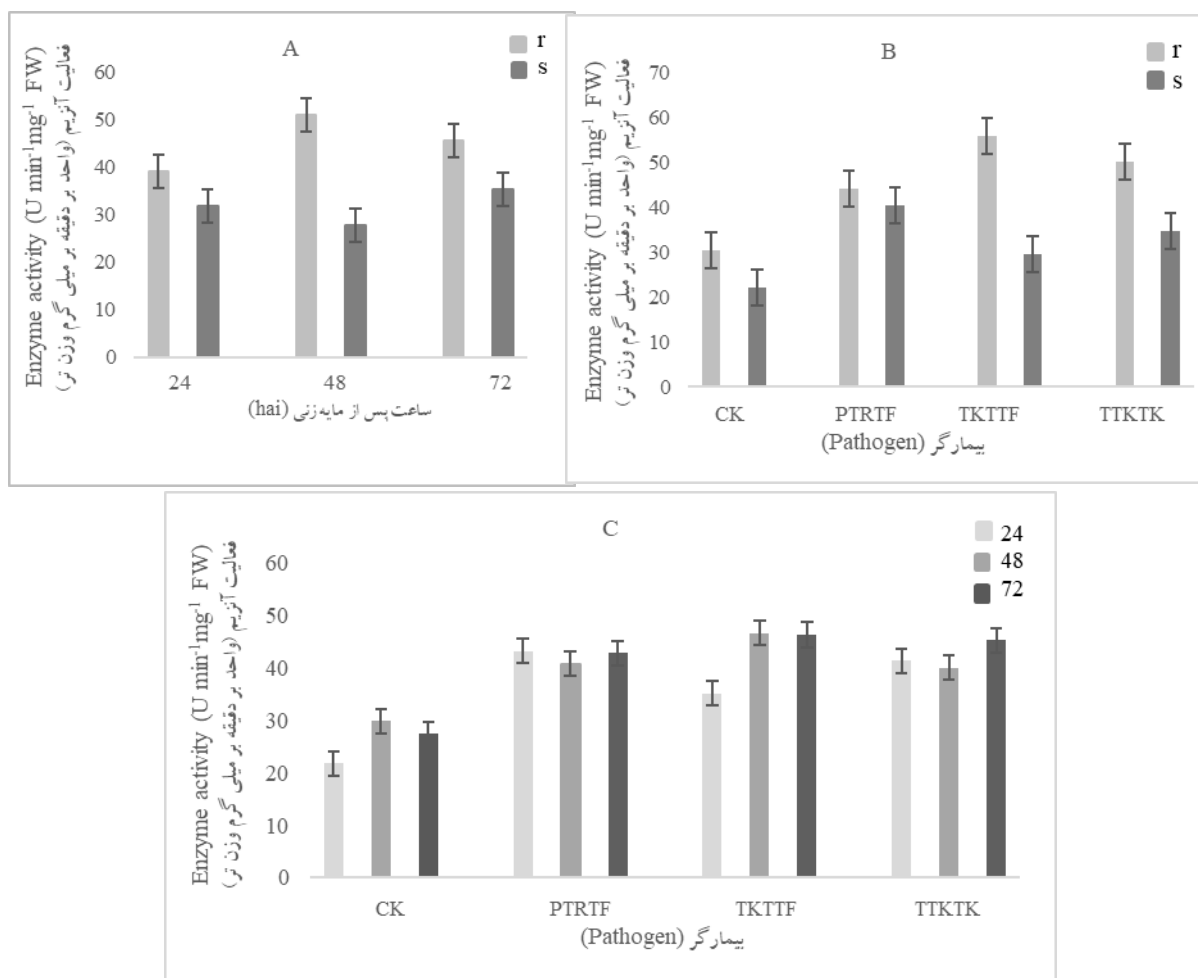 A
r
s
Enzyme activity (U min⁻¹mg⁻¹ FW)
فعالیت آنزیم (واحد بر دقیقه بر میلی گرم وزن تر)
60
50
40
30
20
10
0
24 48 72
ساعت پس از مایه‌زنی (hai)
B
r
s
Enzyme activity (U min⁻¹mg⁻¹ FW)
فعالیت آنزیم (واحد بر دقیقه بر میلی گرم وزن تر)
70
60
50
40
30
20
10
0
CK PTRTF TKTTF TTKTK
بیمارگر (Pathogen)
C
24
48
72
Enzyme activity (U min⁻¹mg⁻¹ FW)
فعالیت آنزیم (واحد بر دقیقه بر میلی گرم وزن تر)
60
50
40
30
20
10
0
CK PTRTF TKTTF TTKTK
بیمارگر (Pathogen)